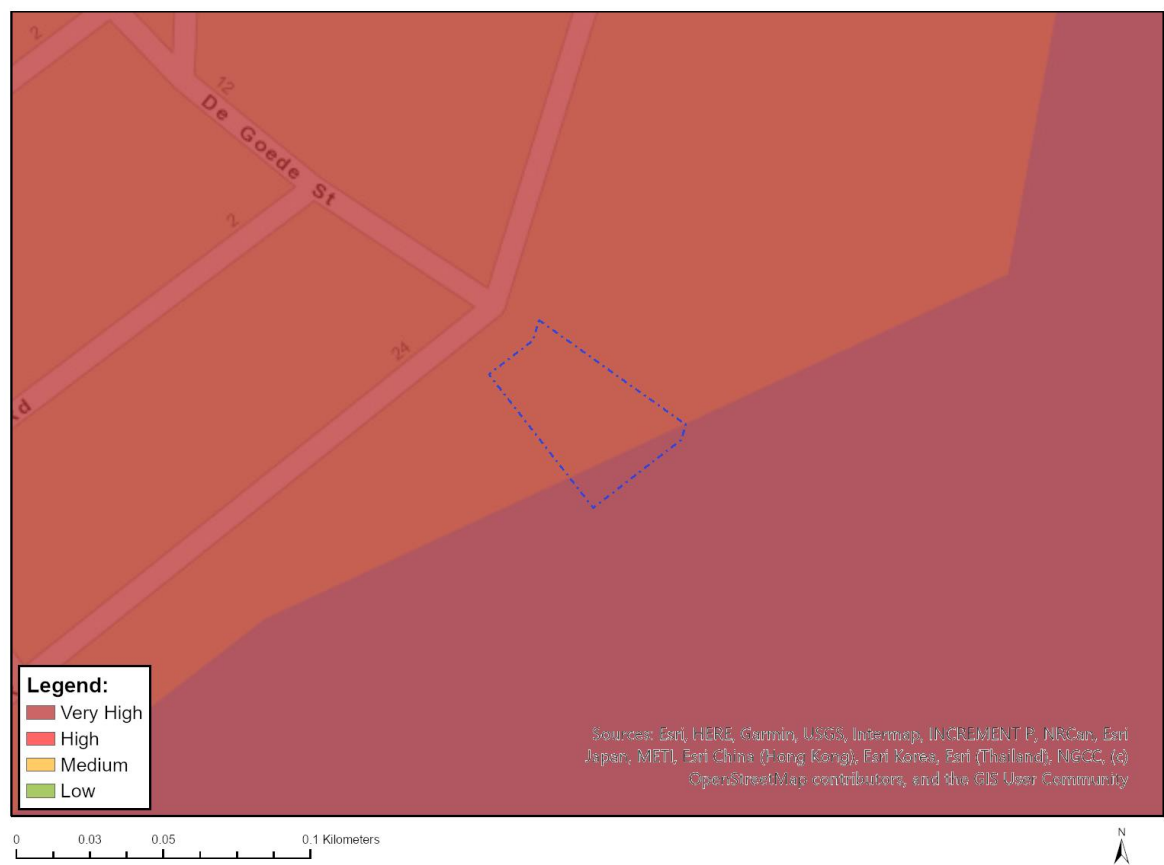 2
12
De Goede St
2
24
Rd
Legend:
Very High
High
Medium
Low
Sources: Esri, HERE, Garmin, USGS, Intermap, INCREMENT P, NRCan, Esri
Japan, METI, Esri China (Hong Kong), Esri Korea, Esri (Thailand), NGCC, (c)
OpenStreetMap contributors, and the GIS User Community
0 0.03 0.05 0.1 Kilometers
N